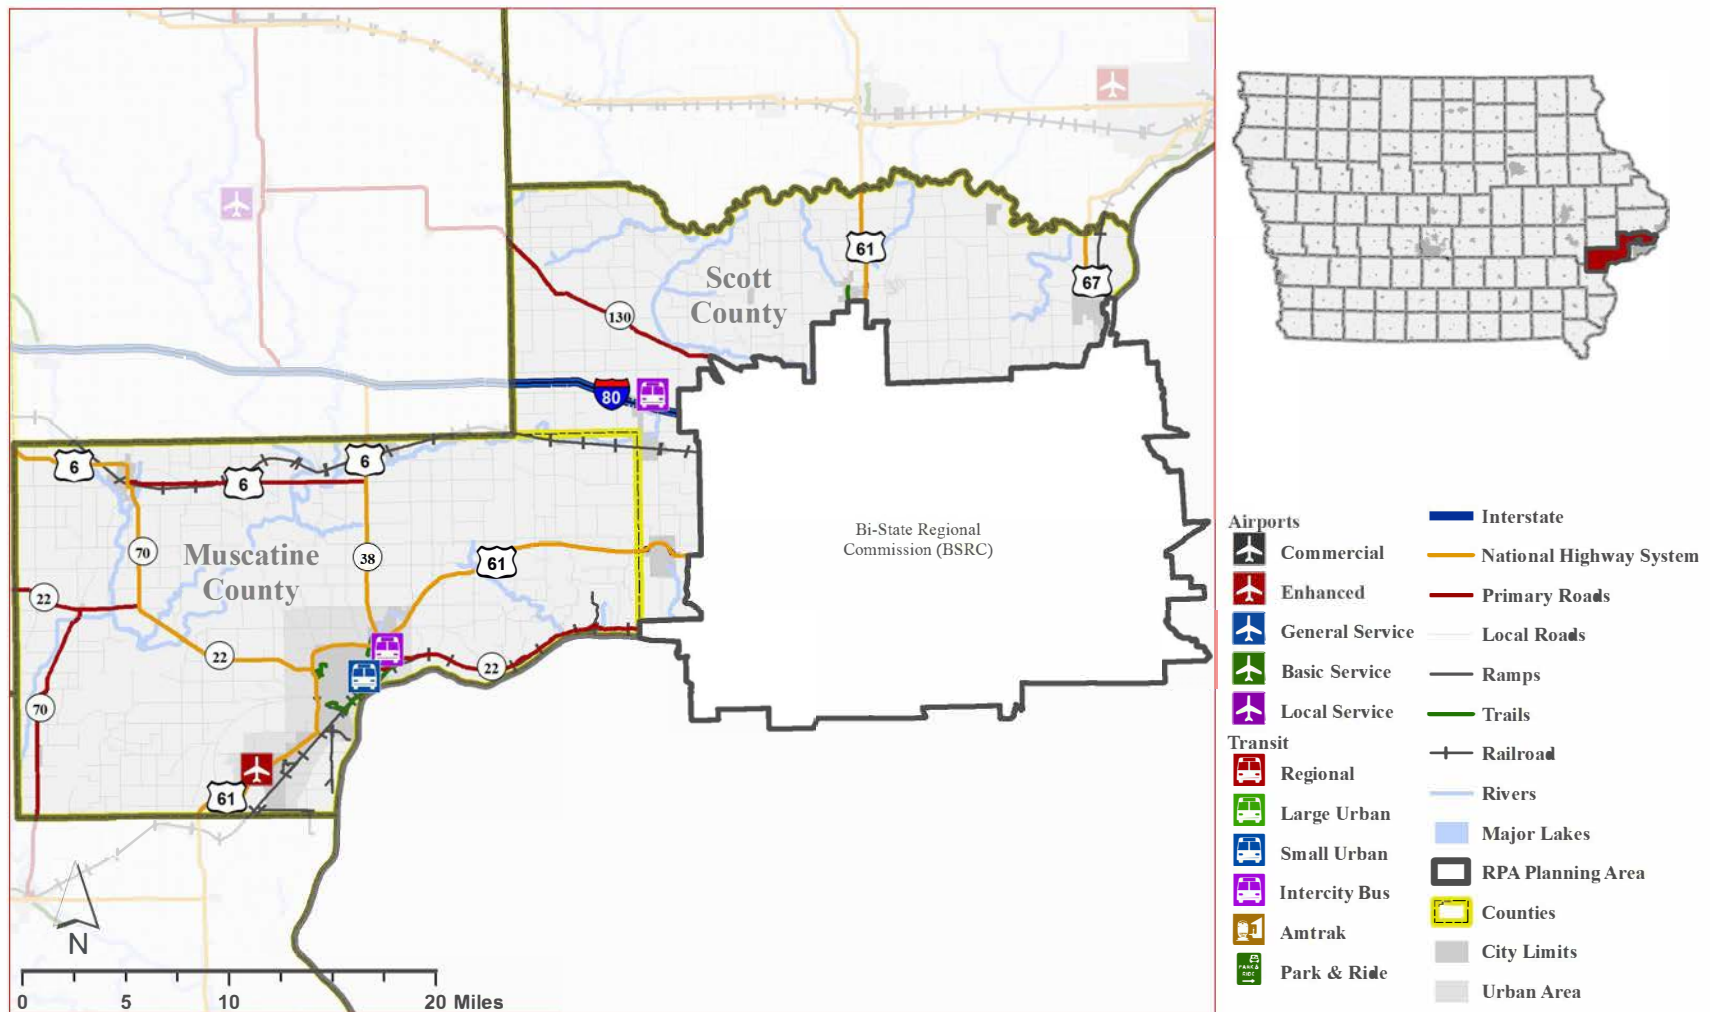 61
67
Scott
County
130
80
6
6
6
70
38
61
Muscatine
County
Bi-State Regional
Commission (BSRC)
22
22
22
70
61
N
0 5 10 20 Miles
Airports
Commercial
Enhanced
General Service
Basic Service
Local Service
Transit
Regional
Large Urban
Small Urban
Intercity Bus
Amtrak
PARK &
RIDE
Park & Ride
Interstate
National Highway System
Primary Roads
Local Roads
Ramps
Trails
Railroad
Rivers
Major Lakes
RPA Planning Area
Counties
City Limits
Urban Area